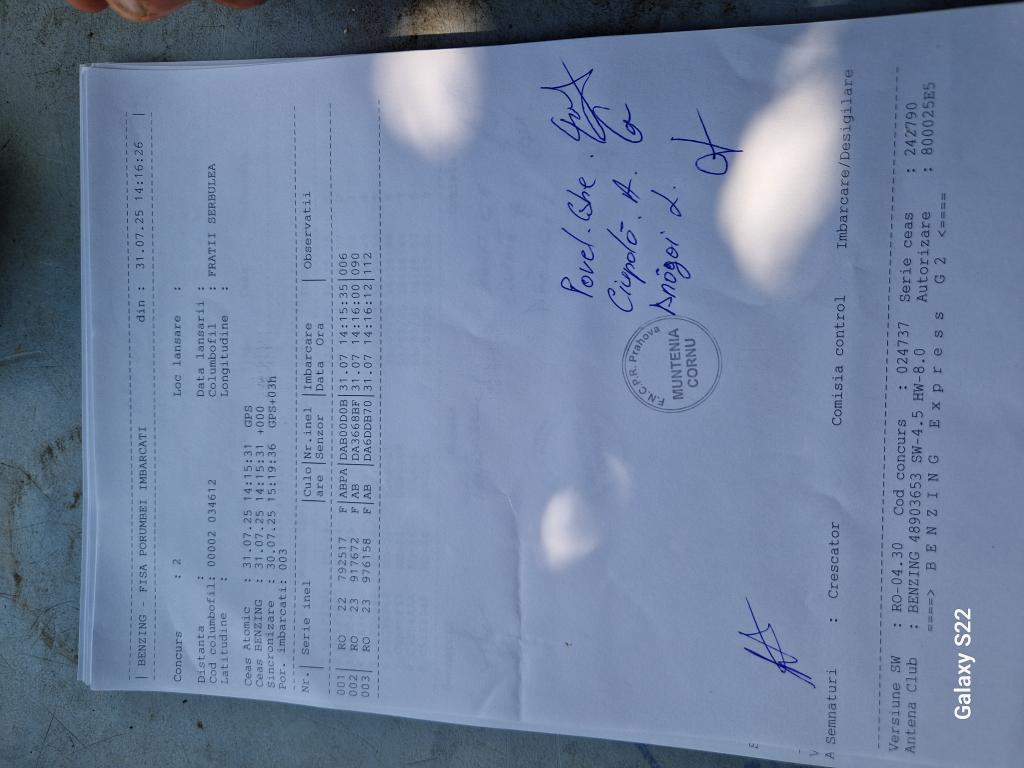 | BENZING - FISA PORUMBEI IMBARCATI din : 31.07.25 14:16:26 |
Concurs : 2 Loc lansare :
Distanta : Data lansarii :
Cod columbofil: 00002 034612 Columbofil : FRATII SERBULEA
Latitudine : Longitudine :
Ceas Atomic : 31.07.25 14:15:31 GPS
Ceas BENZING : 31.07.25 14:15:31 +000
Sincronizare : 30.07.25 15:19:36 GPS+03h
Por. imbarcati: 003
Nr.| Serie inel |Culo|Nr.inel |Imbarcare | Observatii
|are |Senzor |Data Ora |
001| RO 22 792517 F|ABPA|DAB00D0B|31.07 14:15:35|006
002| RO 23 917672 F|AB |DA3668BF|31.07 14:16:00|090
003| RO 23 976158 F|AB |DA6DDB70|31.07 14:16:12|112
Povel. Gbe.
Ciupală. A.
Anăgoi L.
F.N.C.P.R. Prahova
MUNTENIA
CORNU
A Semnaturi : Crescator Comisia control Imbarcare/Desigilare
Versiune SW : RO-04.30 Cod concurs : 024737 Serie ceas : 242790
Antena Club : BENZING 48903653 SW-4.5 HW-8.0 Autorizare : 800025E5
====> B E N Z I N G E x p r e s s G 2 <====
Galaxy S22